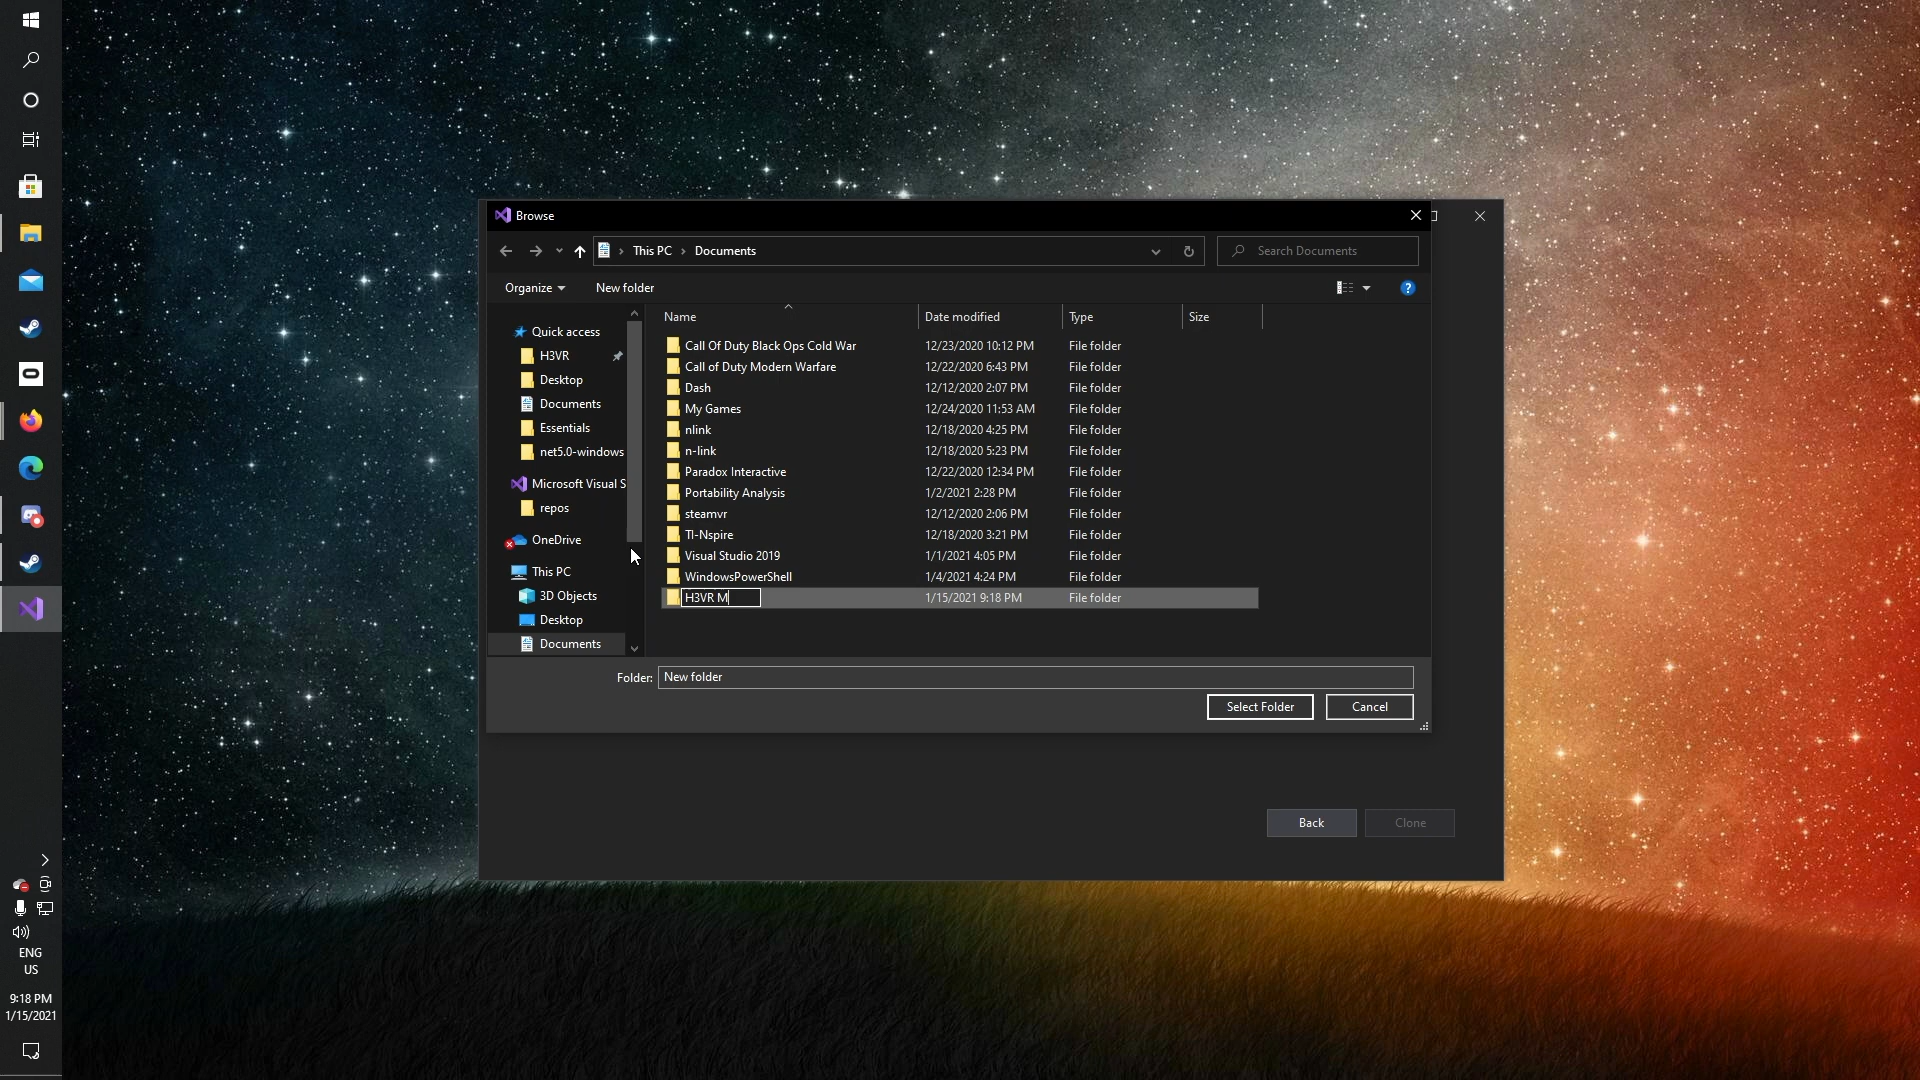 Browse
This PC
Documents
Search Documents
Organize
New folder
Name
Date modified
Type
Size
Quick access
H3VR
Desktop
Documents
Essentials
net5.0-windows
Microsoft Visual S
repos
OneDrive
This PC
3D Objects
Desktop
Documents
Call Of Duty Black Ops Cold War 12/23/2020 10:12 PM File folder
Call of Duty Modern Warfare 12/22/2020 6:43 PM File folder
Dash 12/12/2020 2:07 PM File folder
My Games 12/24/2020 11:53 AM File folder
nlink 12/18/2020 4:25 PM File folder
n-link 12/18/2020 5:23 PM File folder
Paradox Interactive 12/22/2020 12:34 PM File folder
Portability Analysis 1/2/2021 2:28 PM File folder
steamvr 12/12/2020 2:06 PM File folder
TI-Nspire 12/18/2020 3:21 PM File folder
Visual Studio 2019 1/1/2021 4:05 PM File folder
WindowsPowerShell 1/4/2021 4:24 PM File folder
H3VR M 1/15/2021 9:18 PM File folder
Folder: New folder
Select Folder
Cancel
Back
Clone
ENG
US
9:18 PM
1/15/2021